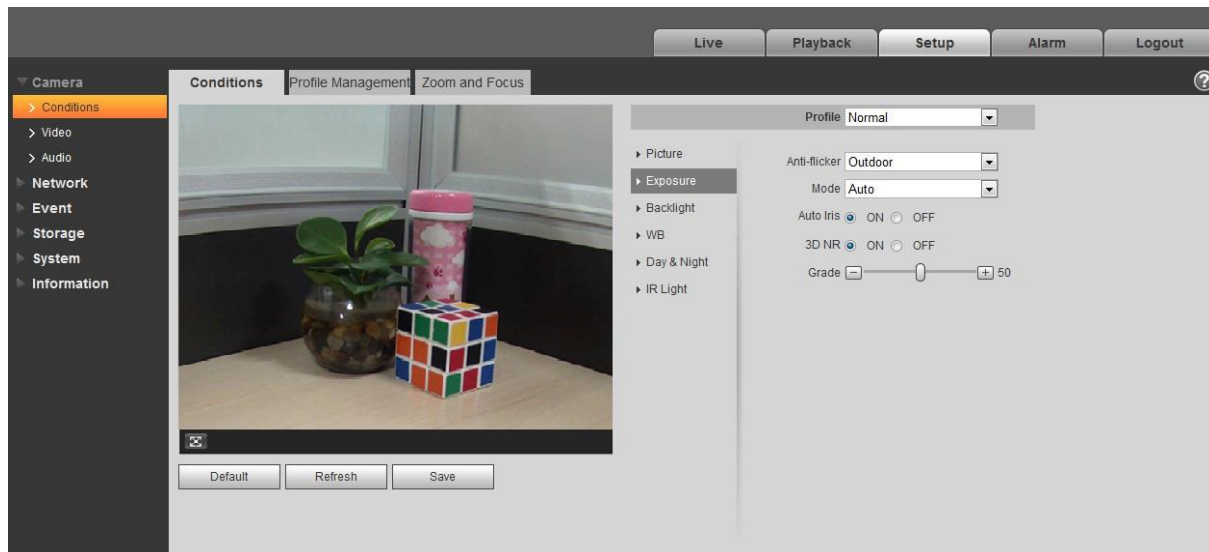 Live Playback Setup Alarm Logout
Camera
Conditions
Video
Audio
Network
Event
Storage
System
Information
Conditions Profile Management Zoom and Focus
?
Profile Normal
Picture
Exposure
Backlight
WB
Day & Night
IR Light
Anti-flicker Outdoor
Mode Auto
Auto Iris ON OFF
3D NR ON OFF
Grade - + 50
Default Refresh Save